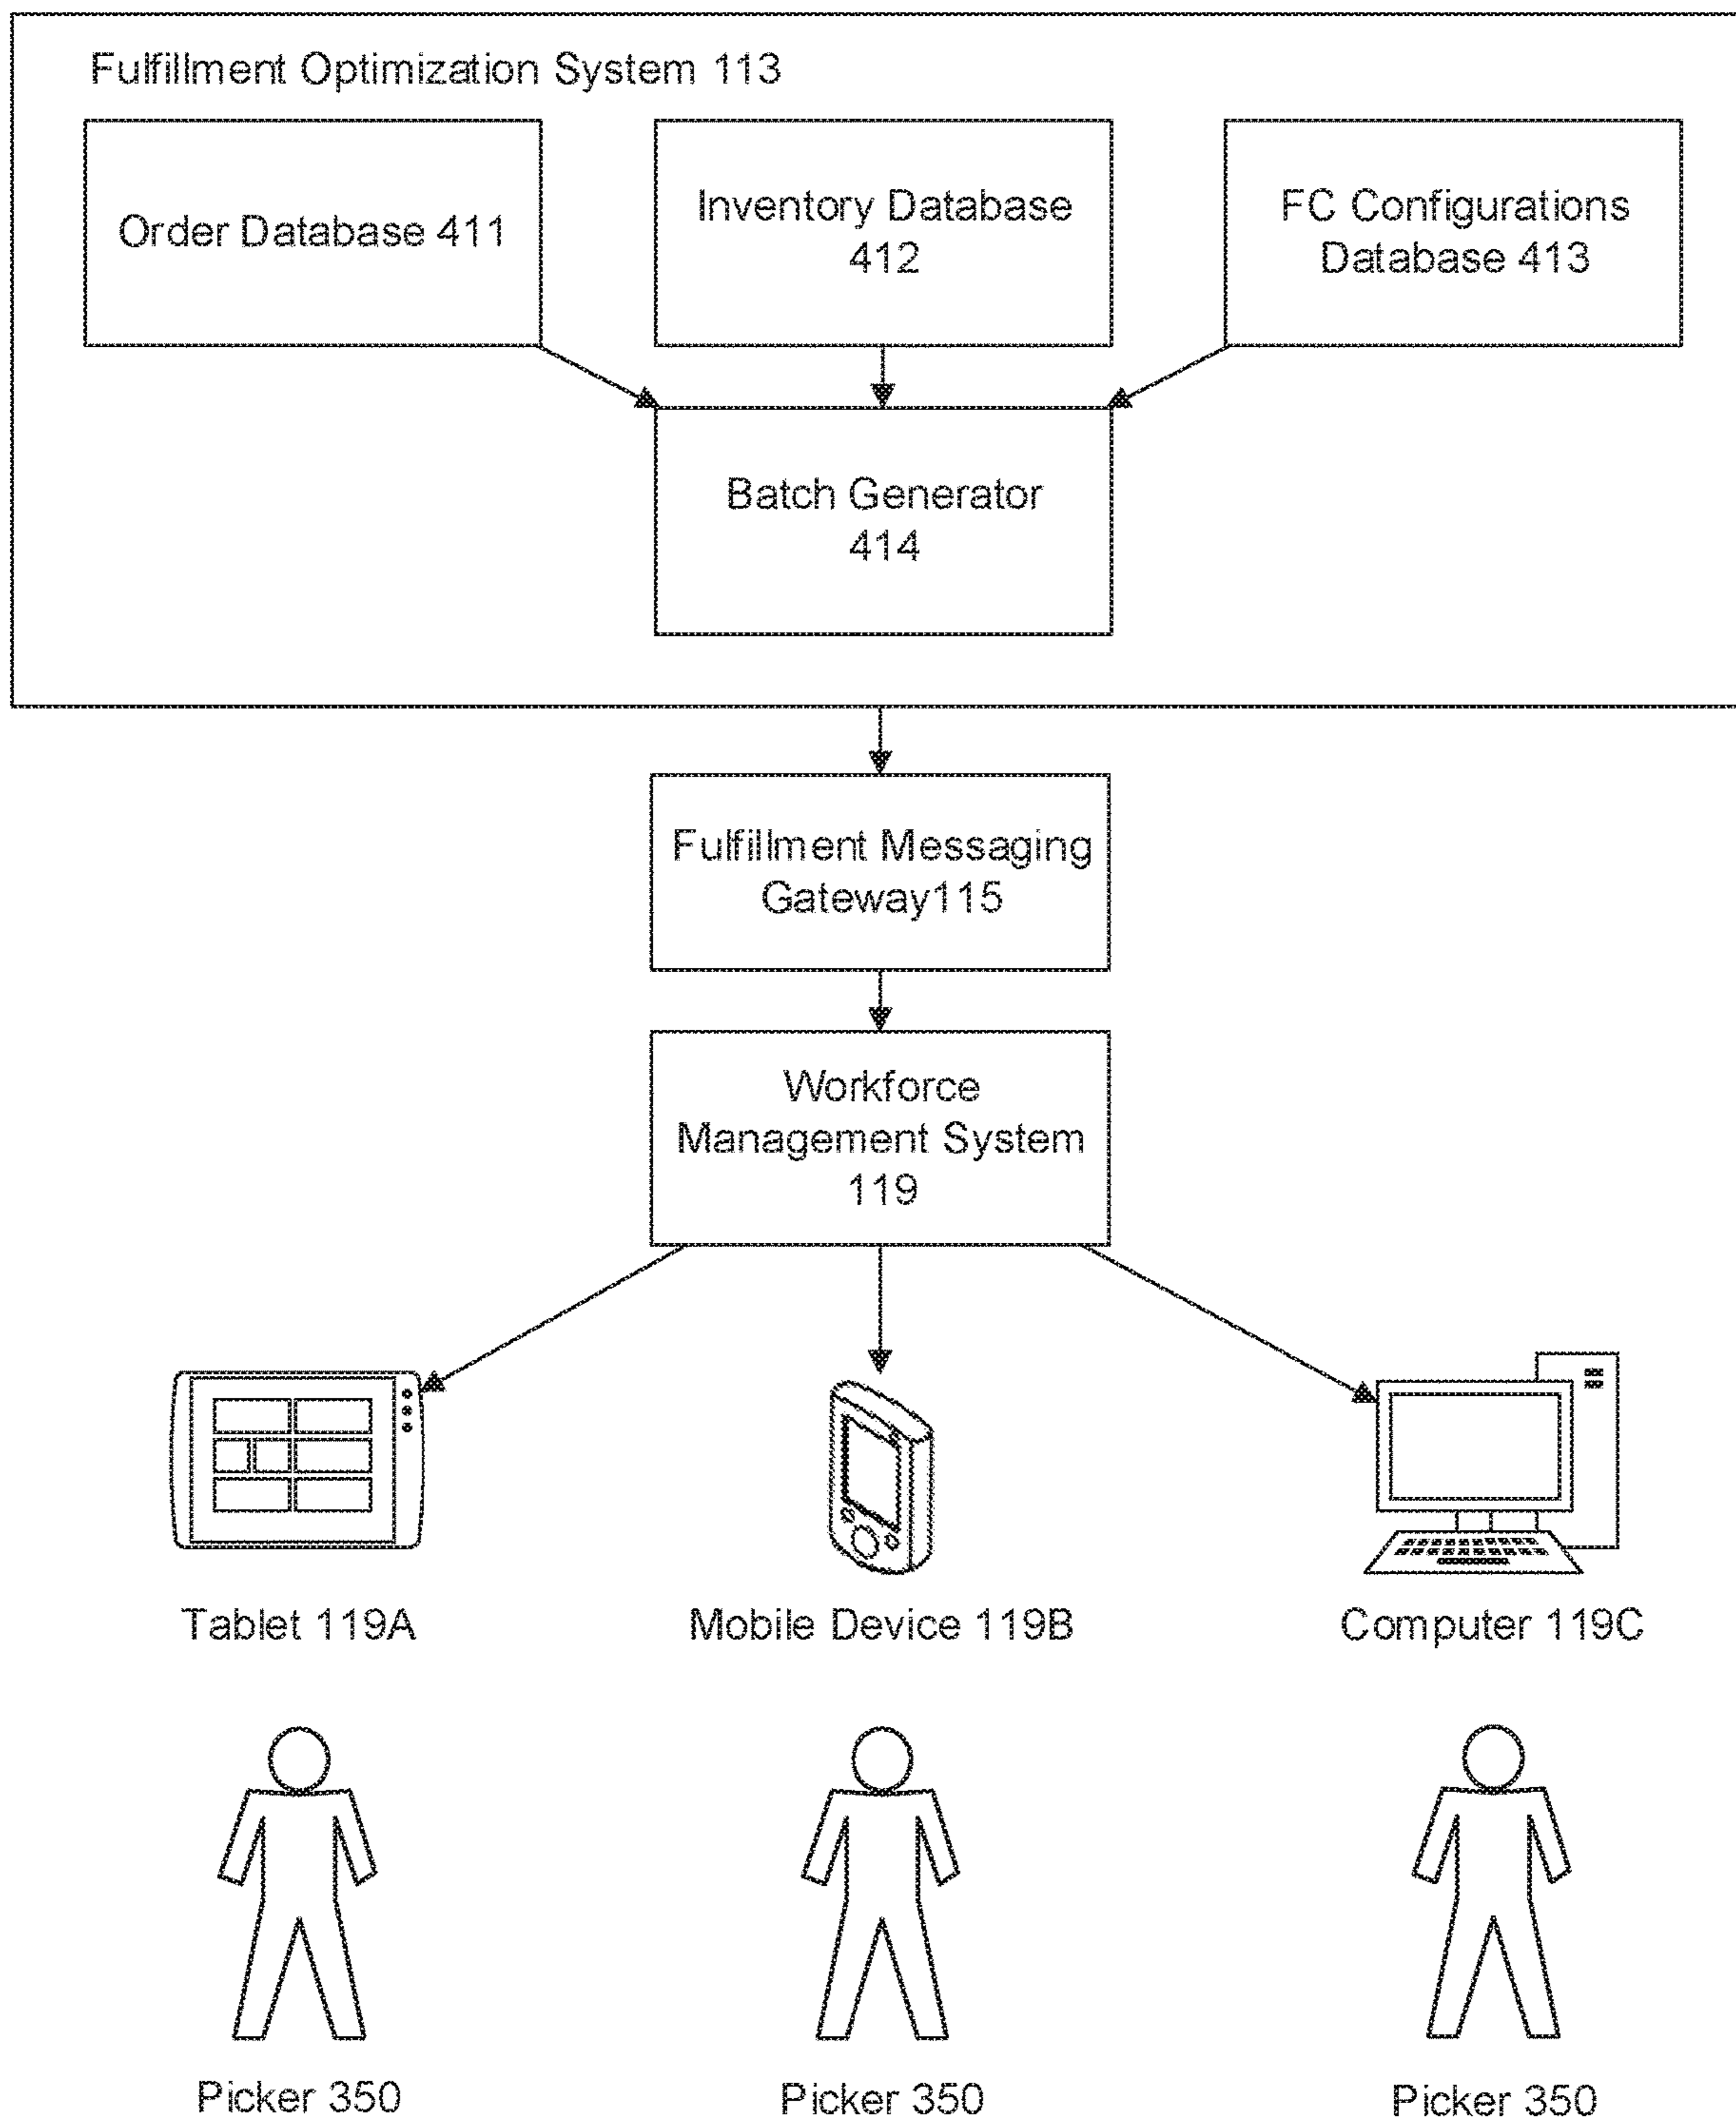 Fulfillment Optimization System 113
Order Database 411
Inventory Database
412
FC Configurations
Database 413
Batch Generator
414
Fulfillment Messaging
Gateway115
Workforce
Management System
119
Tablet 119A
Mobile Device 119B
Computer 119C
Picker 350
Picker 350
Picker 350